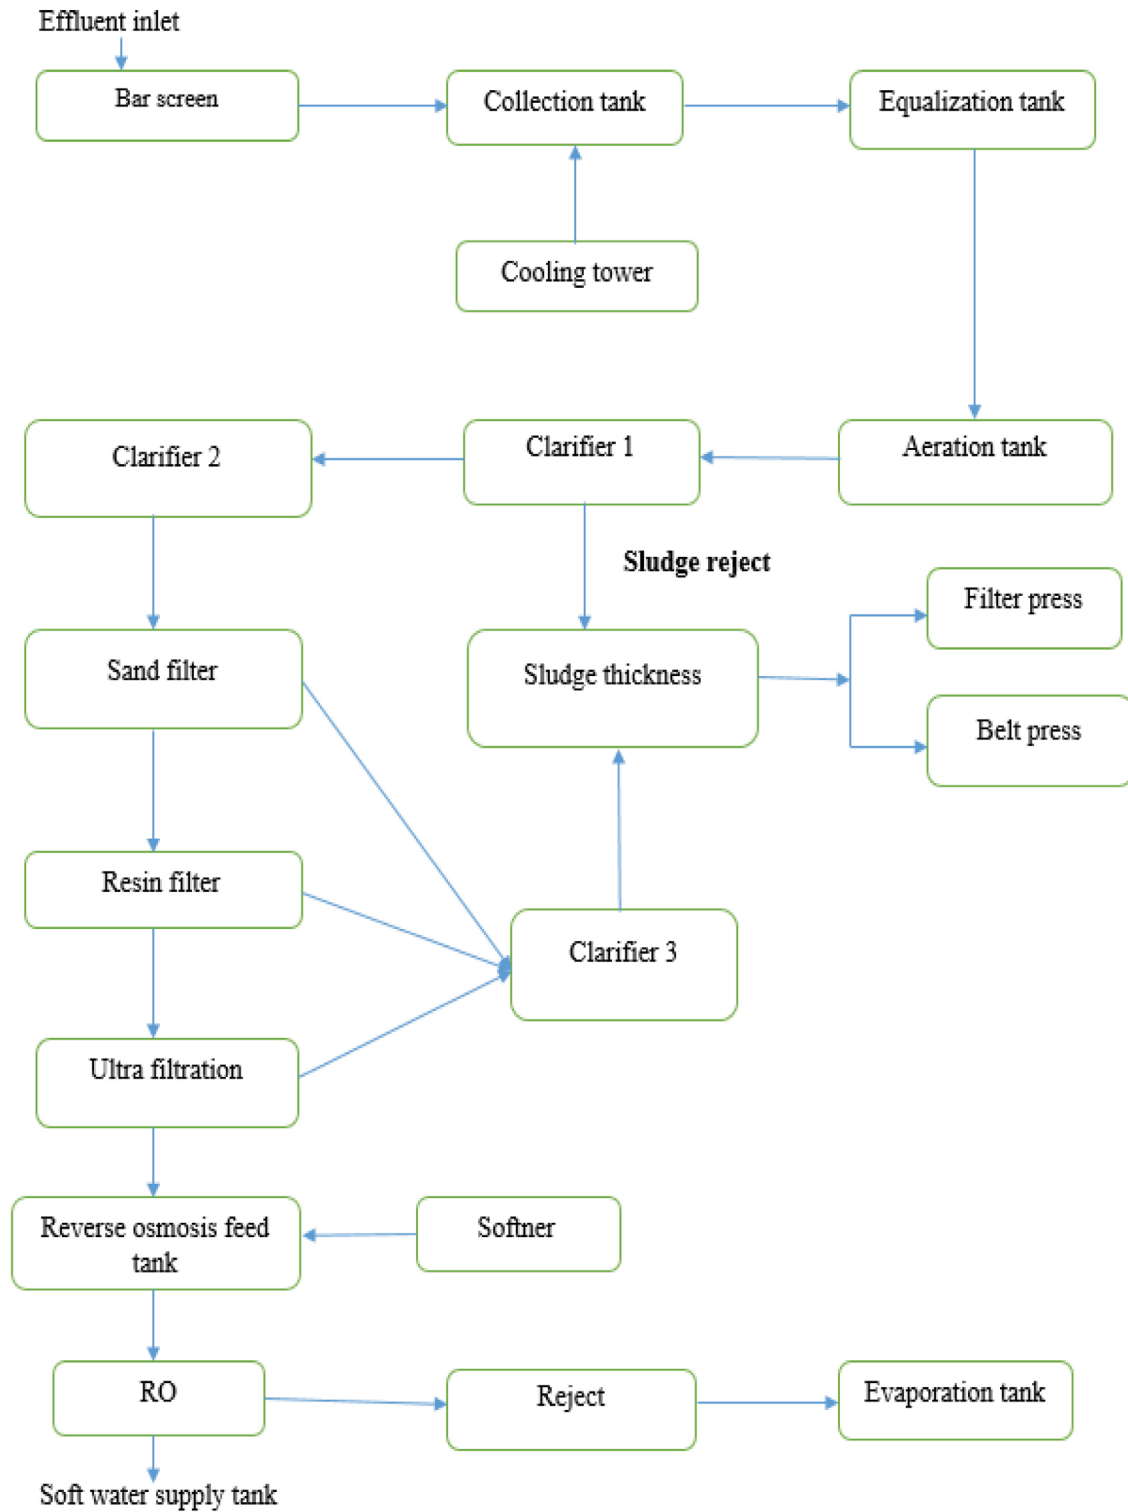 Effluent inlet
Bar screen
Collection tank
Equalization tank
Cooling tower
Clarifier 2
Clarifier 1
Aeration tank
Sludge reject
Filter press
Sand filter
Sludge thickness
Belt press
Resin filter
Clarifier 3
Ultra filtration
Reverse osmosis feed
tank
Softner
RO
Reject
Evaporation tank
Soft water supply tank